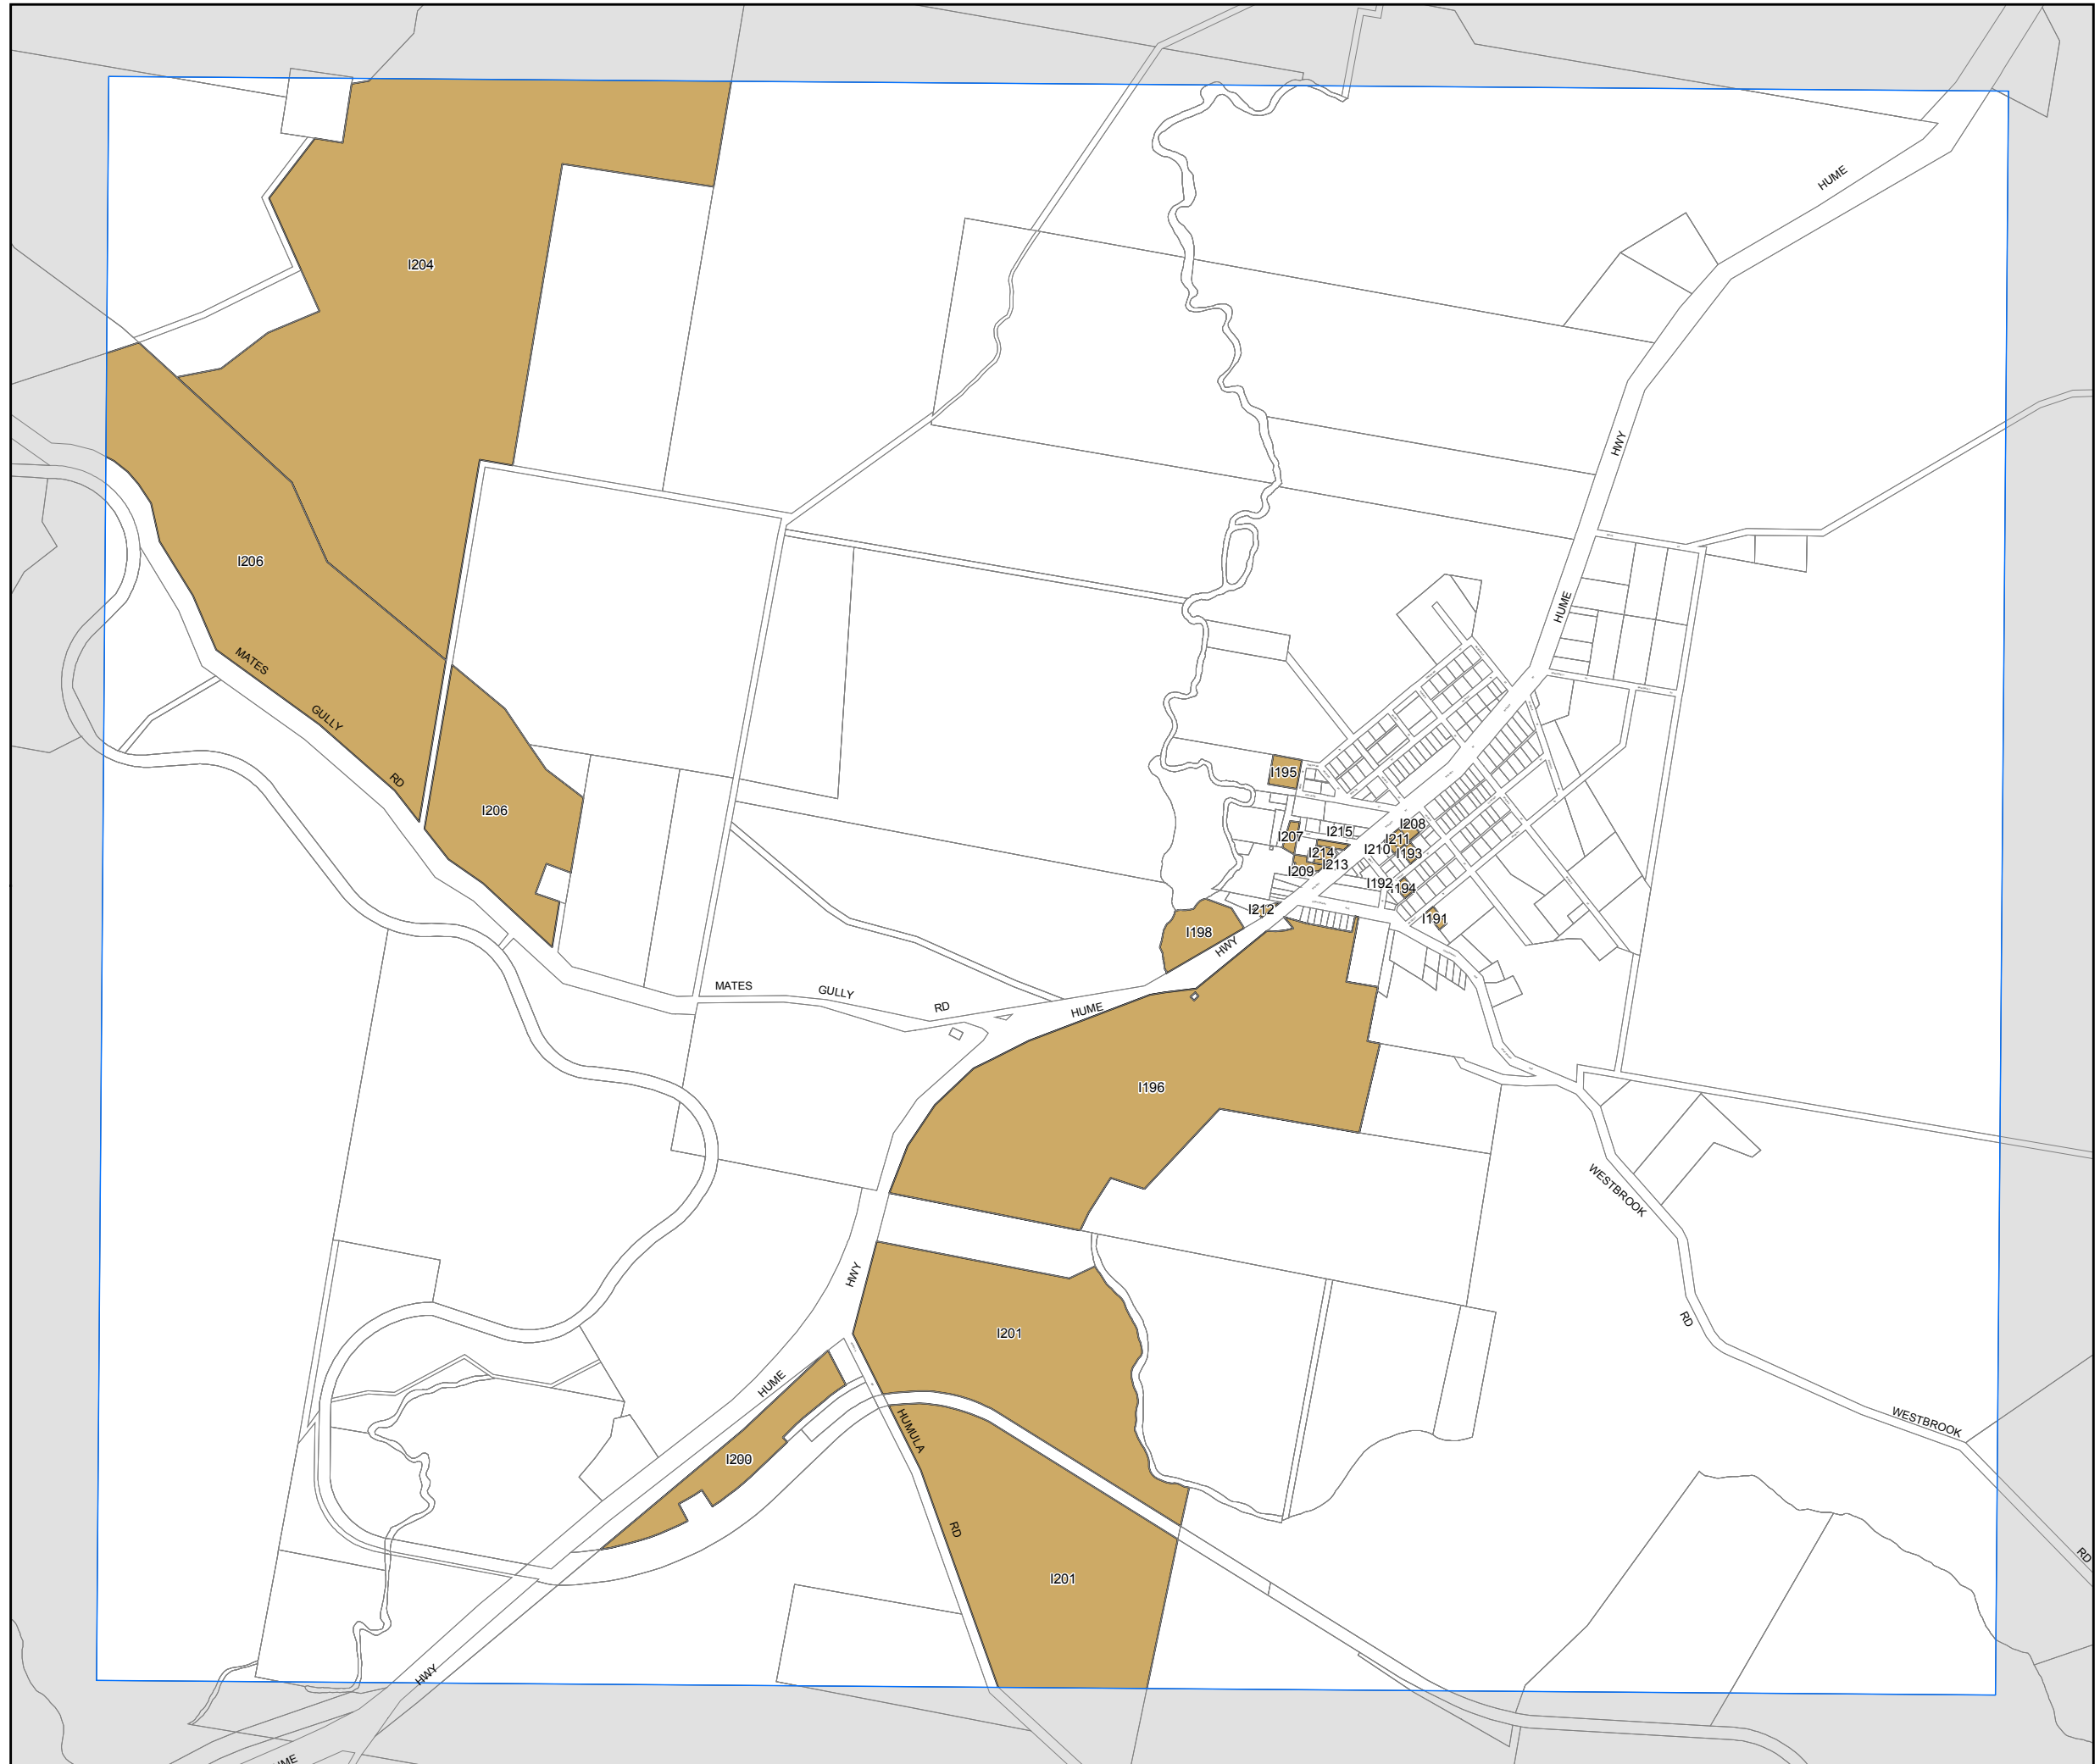 HUME
I204
HWY
I206
HUME
MATES
GULLY
RD
I195
I206
I208
I215
I207
I211
I210
I193
I214
I213
I209
I192
I194
I212
I191
I198
HWY
MATES
GULLY
RD
HUME
I196
WESTBROOK
HWY
RD
I201
HUME
WESTBROOK
HUMULA
I200
RD
RD
I201
HWY